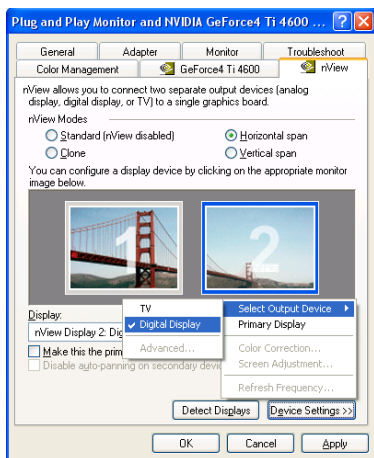 Plug and Play Monitor and NVIDIA GeForce4 Ti 4600 ...
General Adapter Monitor Troubleshoot
Color Management GeForce4 Ti 4600 nView
nView allows you to connect two separate output devices (analog
display, digital display, or TV) to a single graphics board.
nView Modes
Standard (nView disabled) Horizontal span
Clone Vertical span
You can configure a display device by clicking on the appropriate monitor
image below.
1 2
TV Select Output Device
Display: Digital Display Primary Display
nView Display 2: Dig
Advanced... Color Correction...
Make this the prim
Disable auto-panning on secondary devic Screen Adjustment...
Refresh Frequency...
Detect Displays Device Settings >>
OK Cancel Apply